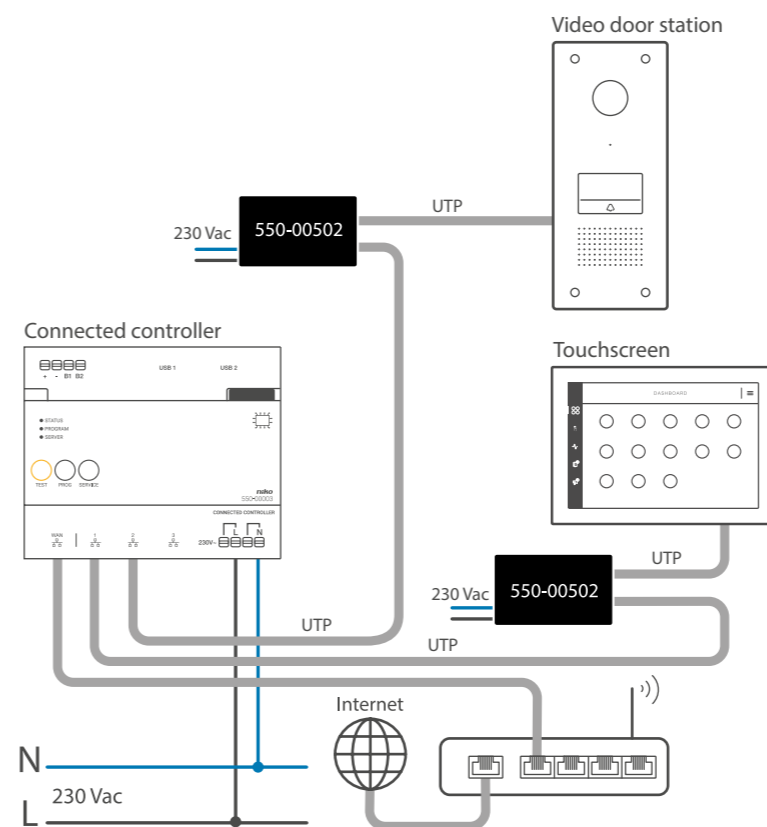 Video door station
UTP
230 Vac
550-00502
Connected controller
USB 1
USB 2
+ - B1 B2
STATUS
PROGRAM
SERVER
TEST
PROG
SERVICE
niko
550-00003
CONNECTED CONTROLLER
WAN
1
2
3
230V~
L
N
Touchscreen
DASHBOARD
UTP
230 Vac
550-00502
UTP
UTP
Internet
N
230 Vac
L